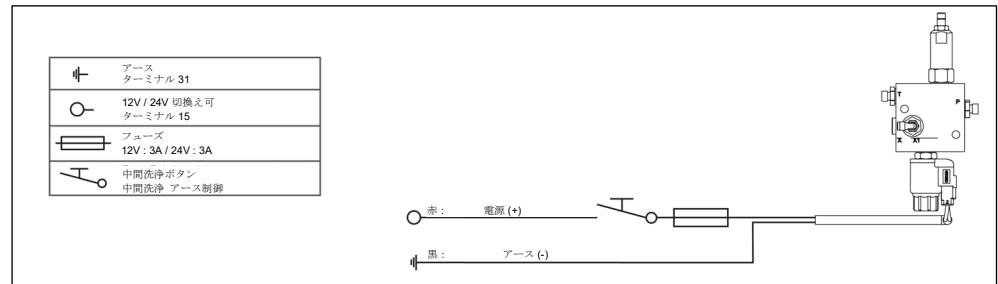 アース
ターミナル 31
12V / 24V 切換え可
ターミナル 15
フューズ
12V : 3A / 24V : 3A
中間洗浄ボタン
中間洗浄 アース制御
T
P
X X1
赤 : 電源 (+)
黒 : アース (-)